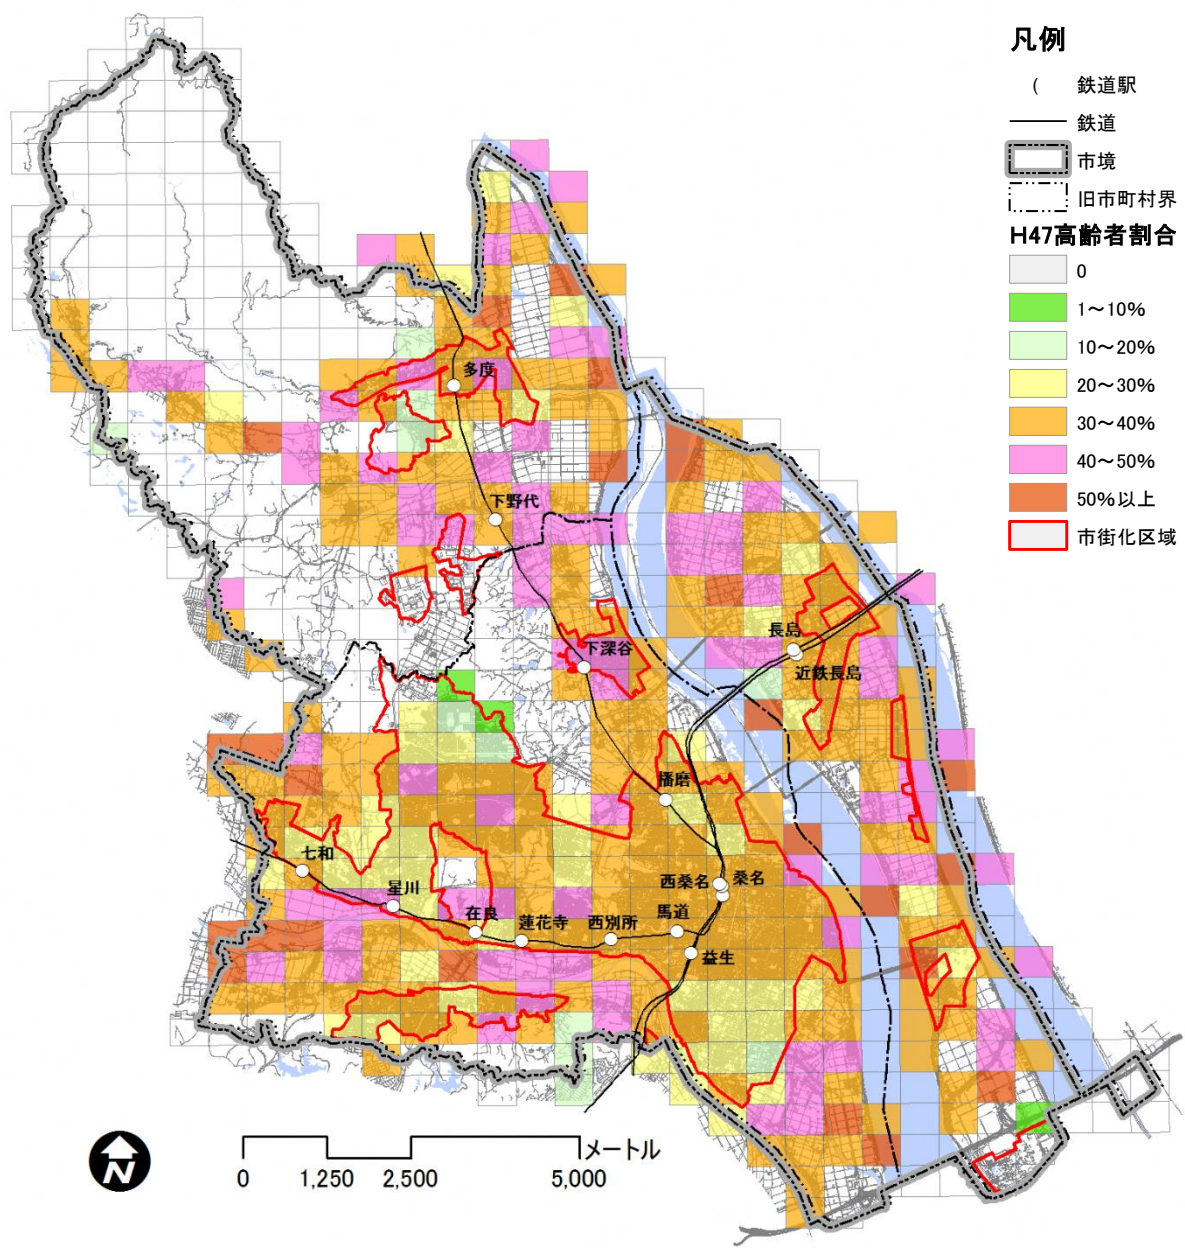 凡例
( 鉄道駅
鉄道
市境
旧市町村界
H47高齢者割合
0
1～10%
10～20%
20～30%
30～40%
40～50%
50%以上
市街化区域
多度
下野代
下深谷
長島
近鉄長島
播磨
七和
星川
在良
蓮花寺
西別所
馬道
西桑名
桑名
益生
N
0 1,250 2,500 5,000
メートル